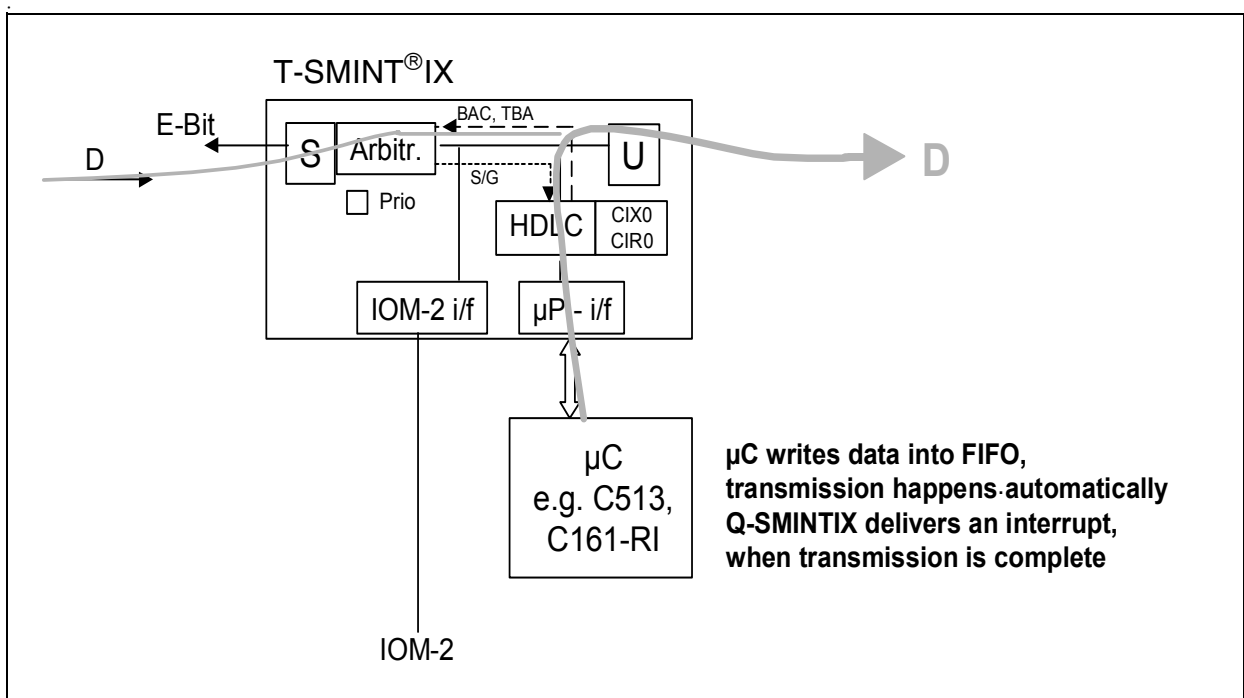 T-SMINT®IX
E-Bit
D
BAC, TBA
S
Arbitr.
U
D
S/G
Prio
HDLC
CIX0
CIR0
IOM-2 i/f
µP - i/f
µC
e.g. C513,
C161-RI
µC writes data into FIFO,
transmission happens automatically
Q-SMINTIX delivers an interrupt,
when transmission is complete
IOM-2